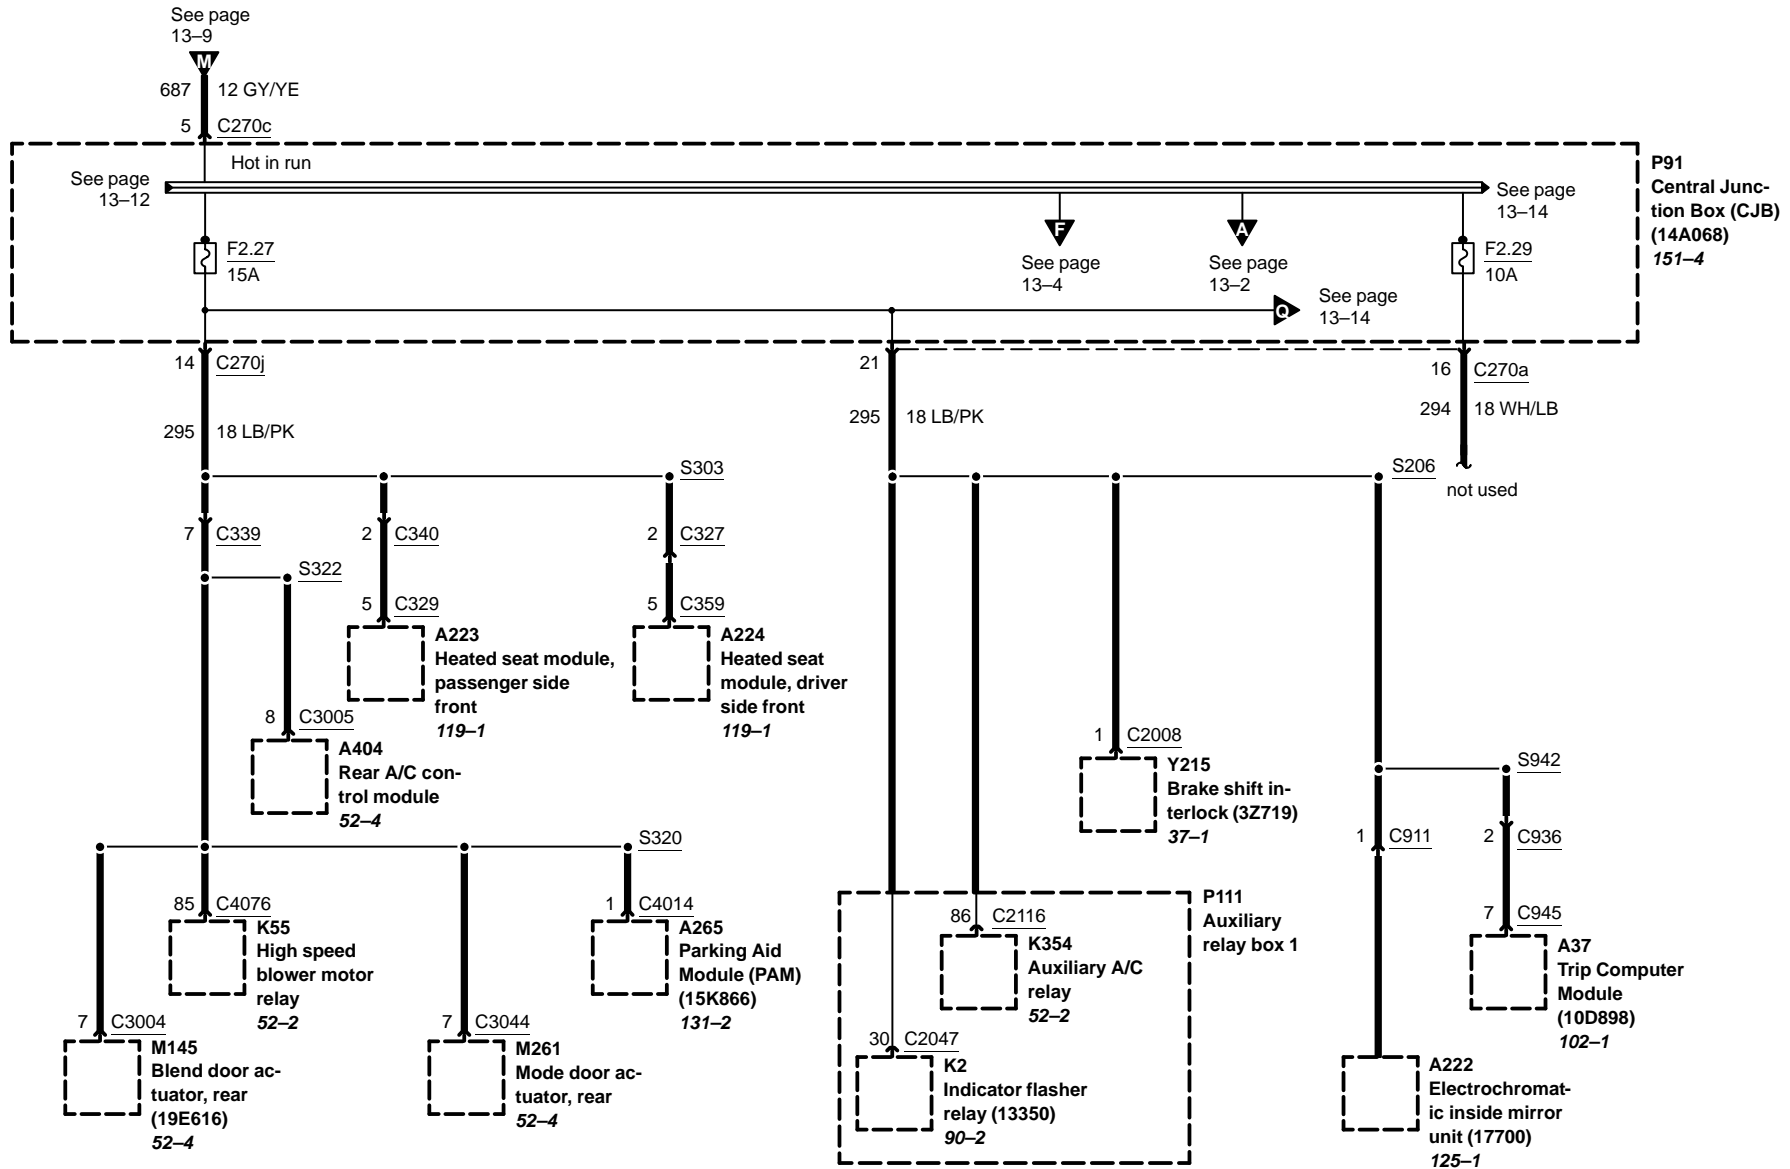 See page
13–9
M
687 12 GY/YE
5 C270c
Hot in run
See page
13–12
See page
13–14
P91
Central Junc-
tion Box (CJB)
(14A068)
151–4
F2.27
15A
F
See page
13–4
A
See page
13–2
F2.29
10A
Q
See page
13–14
14 C270j
21
16 C270a
295 18 LB/PK
295 18 LB/PK
294 18 WH/LB
not used
S303
S206
7 C339
2 C340
2 C327
S322
5 C329
5 C359
A223
Heated seat module,
passenger side
front
119–1
A224
Heated seat
module, driver
side front
119–1
8 C3005
A404
Rear A/C con-
trol module
52–4
1 C2008
Y215
Brake shift in-
terlock (3Z719)
37–1
S942
1 C911
2 C936
S320
85 C4076
K55
High speed
blower motor
relay
52–2
1 C4014
A265
Parking Aid
Module (PAM)
(15K866)
131–2
P111
Auxiliary
relay box 1
86 C2116
K354
Auxiliary A/C
relay
52–2
7 C945
A37
Trip Computer
Module
(10D898)
102–1
7 C3004
M145
Blend door ac-
tuator, rear
(19E616)
52–4
7 C3044
M261
Mode door ac-
tuator, rear
52–4
30 C2047
K2
Indicator flasher
relay (13350)
90–2
A222
Electrochromat-
ic inside mirror
unit (17700)
125–1